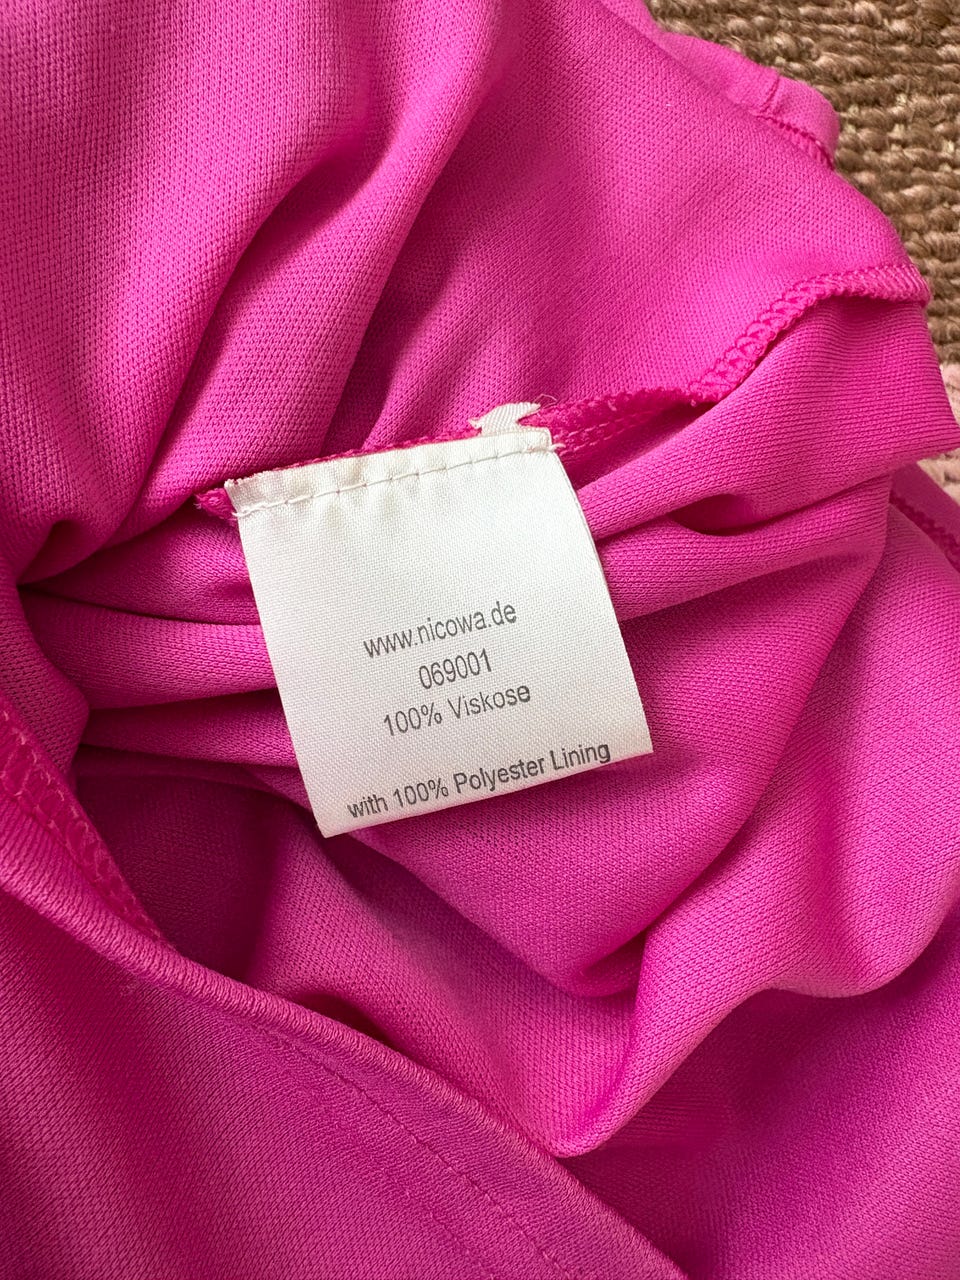 www.nicowa.de
069001
100% Viskose
with 100% Polyester Lining